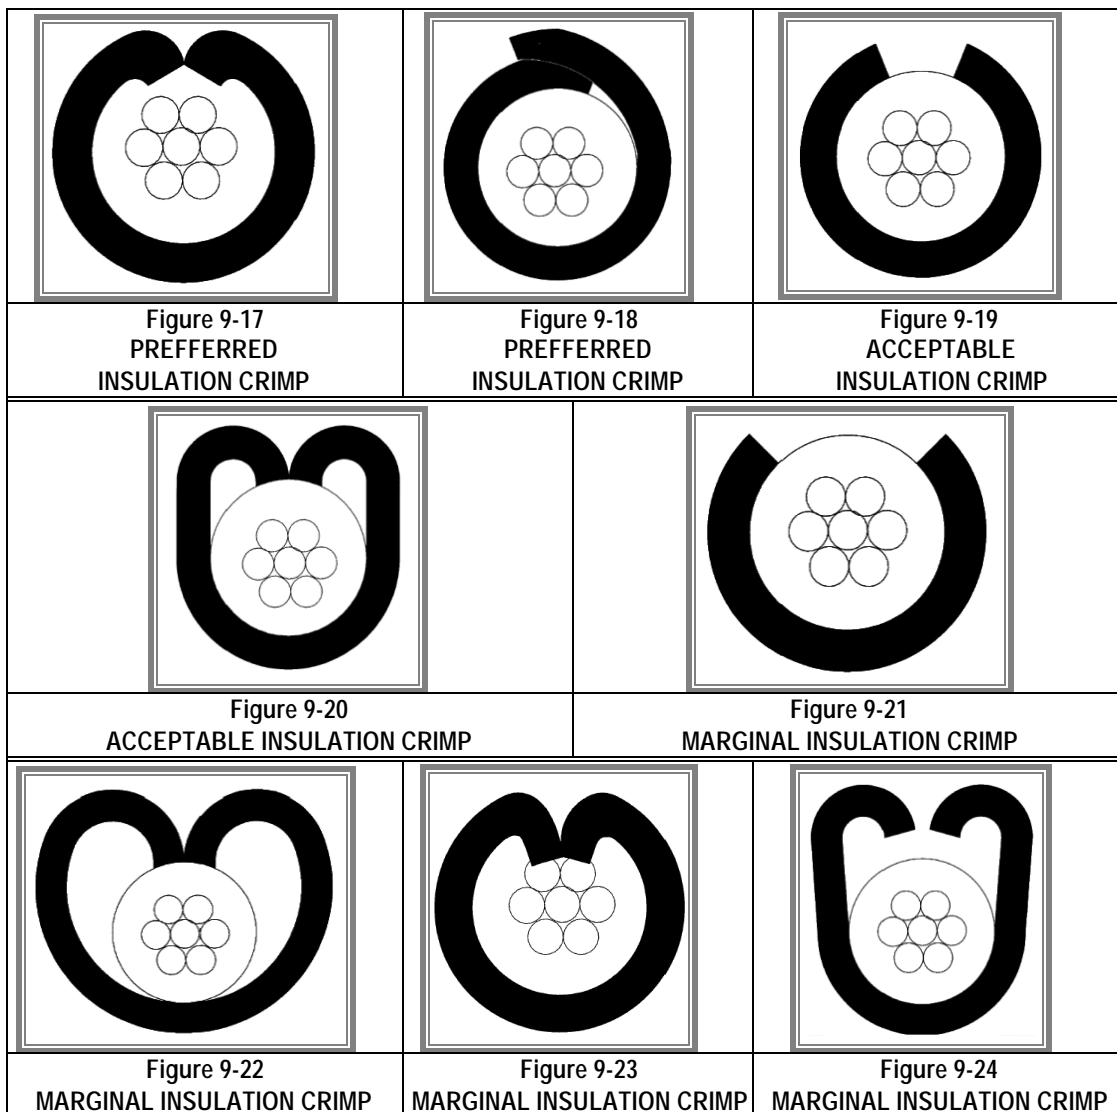 Figure 9-17
PREFFERRED
INSULATION CRIMP
Figure 9-18
PREFFERRED
INSULATION CRIMP
Figure 9-19
ACCEPTABLE
INSULATION CRIMP
Figure 9-20
ACCEPTABLE INSULATION CRIMP
Figure 9-21
MARGINAL INSULATION CRIMP
Figure 9-22
MARGINAL INSULATION CRIMP
Figure 9-23
MARGINAL INSULATION CRIMP
Figure 9-24
MARGINAL INSULATION CRIMP